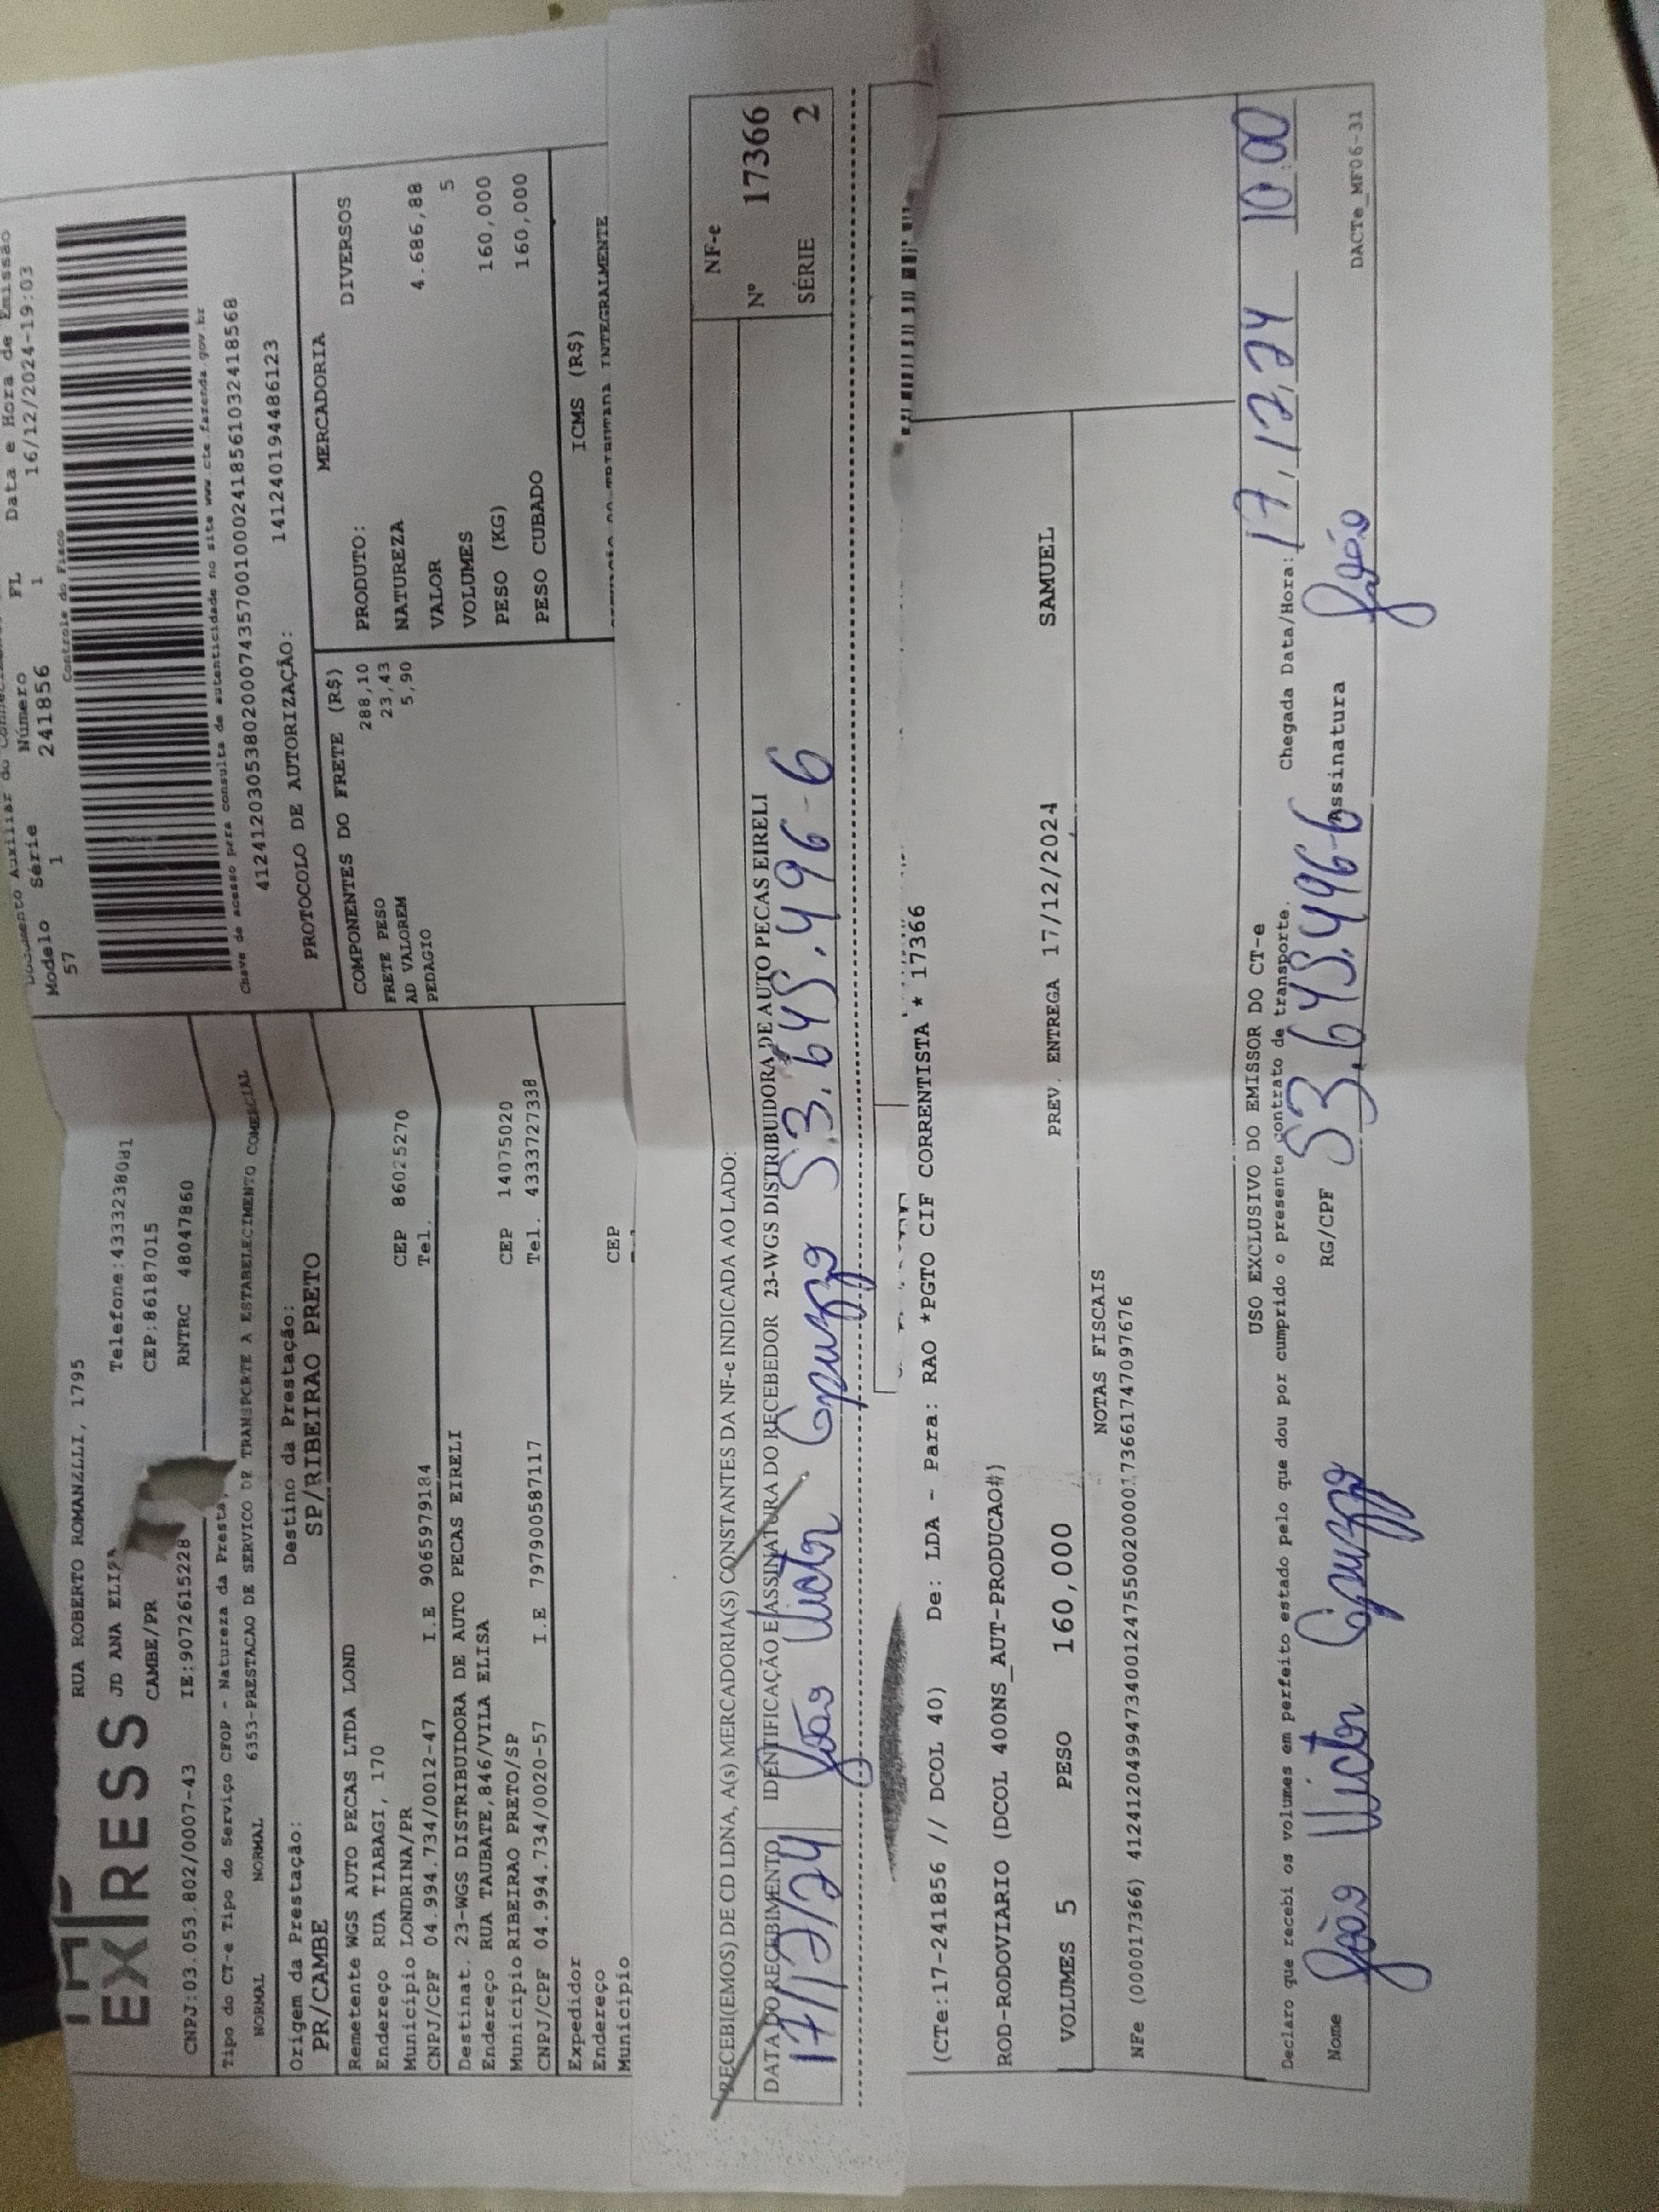 RUA ROBERTO ROMANELLI, 1795
JD ANA ELISA Telefone:4333238081
EXPRESS CAMBE/PR CEP:86187015
CNPJ:03.053.802/0007-43 IE:9072615228 RNTRC 48047860
Tipo do CT-e Tipo do Serviço CFOP - Natureza da Presta
NORMAL NORMAL 6353-PRESTACAO DE SERVICO DE TRANSPORTE A ESTABELECIMENTO COMERCIAL
Origem da Prestação: Destino da Prestação:
PR/CAMBE SP/RIBEIRAO PRETO
Remetente WGS AUTO PECAS LTDA LOND
Endereço RUA TIABAGI, 170
Município LONDRINA/PR CEP 86025270
CNPJ/CPF 04.994.734/0012-47 I.E 9065979184 Tel.
Destinat. 23-WGS DISTRIBUIDORA DE AUTO PECAS EIRELI
Endereço RUA TAUBATE,846/VILA ELISA
Município RIBEIRAO PRETO/SP CEP 14075020
CNPJ/CPF 04.994.734/0020-57 I.E 797900587117 Tel. 4333727338
Expedidor
Endereço
Município CEP
Documento Auxiliar do Data e Hora de Emissão
Modelo Série Número FL 16/12/2024-19:03
57 1 241856 1
Controle do Fisco
Chave de acesso para consulta de autenticidade no site www.cte.fazenda.gov.br
41241203053802000743570010002418561032418568
PROTOCOLO DE AUTORIZAÇÃO: 141240194486123
COMPONENTES DO FRETE (R$)
FRETE PESO 288,10
AD VALOREM 23,43
PEDAGIO 5,90
MERCADORIA
PRODUTO: DIVERSOS
NATUREZA
VALOR 4.686,88
VOLUMES 5
PESO (KG) 160,000
PESO CUBADO 160,000
ICMS (R$)
INTEGRALMENTE
RECEBI(EMOS) DE CD LDNA, A(s) MERCADORIA(S) CONSTANTES DA NF-e INDICADA AO LADO:
DATA DO RECEBIMENTO IDENTIFICAÇÃO E ASSINATURA DO RECEBEDOR 23-WGS DISTRIBUIDORA DE AUTO PECAS EIRELI
17/12/24 João Victor 53.645.496-6
NF-e
Nº 17366
SÉRIE 2
(CTe:17-241856 // DCOL 40) De: LDA - Para: RAO *PGTO CIF CORRENTISTA * 17366
ROD-RODOVIARIO (DCOL 400NS_AUT-PRODUCAO#)
VOLUMES 5 PESO 160,000 PREV. ENTREGA 17/12/2024 SAMUEL
NOTAS FISCAIS
NFe (000017366) 41241204994734001247550020000173661747097676
USO EXCLUSIVO DO EMISSOR DO CT-e
Declaro que recebi os volumes em perfeito estado pelo que dou por cumprido o presente contrato de transporte.
Chegada Data/Hora: 17/12/24 10:00
Nome João Victor RG/CPF 53.645.496-6 Assinatura João
DACTe_MF06-31